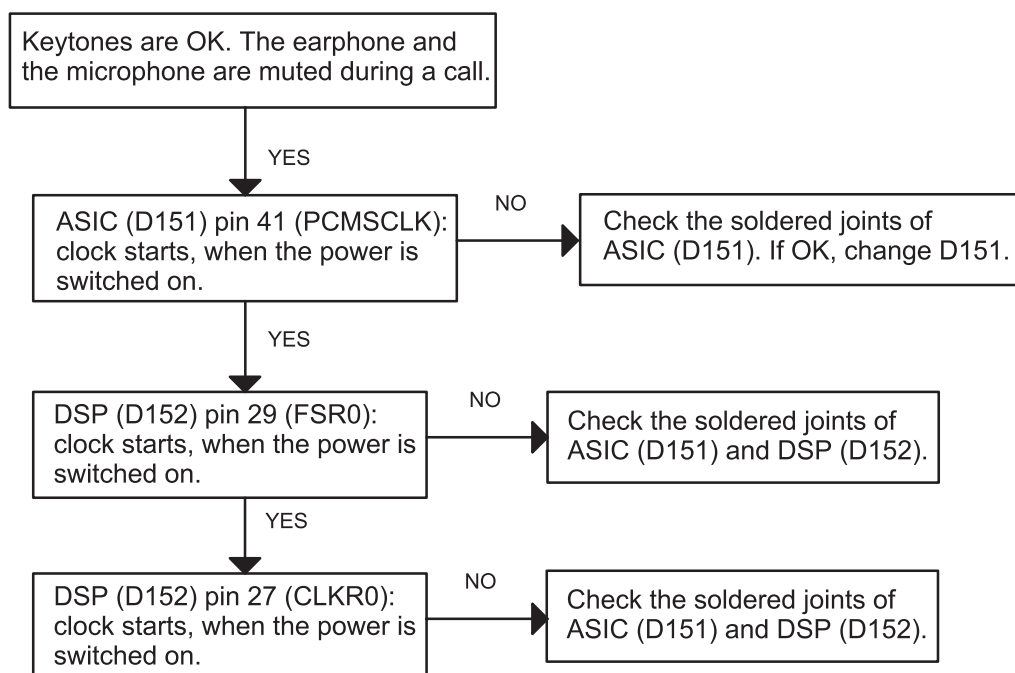 Keytones are OK. The earphone and
the microphone are muted during a call.
YES
ASIC (D151) pin 41 (PCMSCLK):
clock starts, when the power is
switched on.
NO
Check the soldered joints of
ASIC (D151). If OK, change D151.
YES
DSP (D152) pin 29 (FSR0):
clock starts, when the power is
switched on.
NO
Check the soldered joints of
ASIC (D151) and DSP (D152).
YES
DSP (D152) pin 27 (CLKR0):
clock starts, when the power is
switched on.
NO
Check the soldered joints of
ASIC (D151) and DSP (D152).